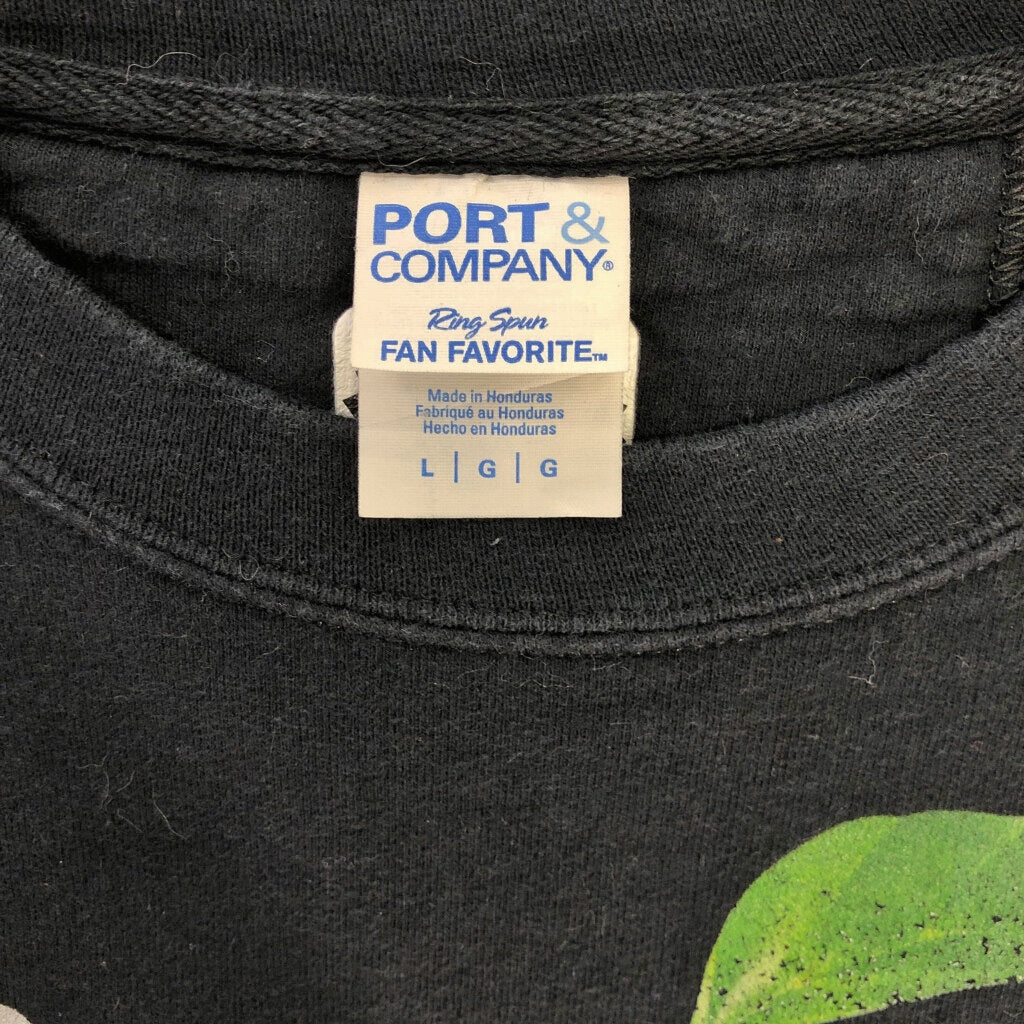 PORT &
COMPANY®
Ring Spun
FAN FAVORITE™
Made in Honduras
Fabriqué au Honduras
Hecho en Honduras
L | G | G